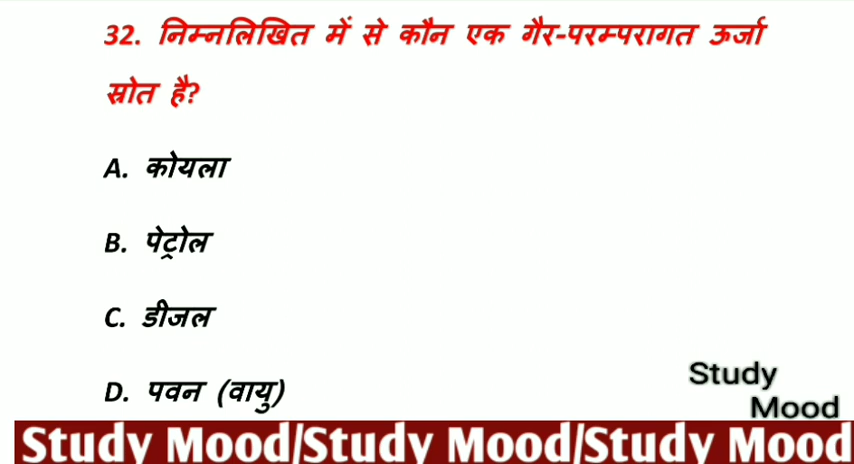 32. निम्नलिखित में से कौन एक गैर-परम्परागत ऊर्जा
स्रोत है?
A. कोयला
B. पेट्रोल
C. डीजल
D. पवन (वायु)
Study
Mood
Study Mood/Study Mood/Study Mood